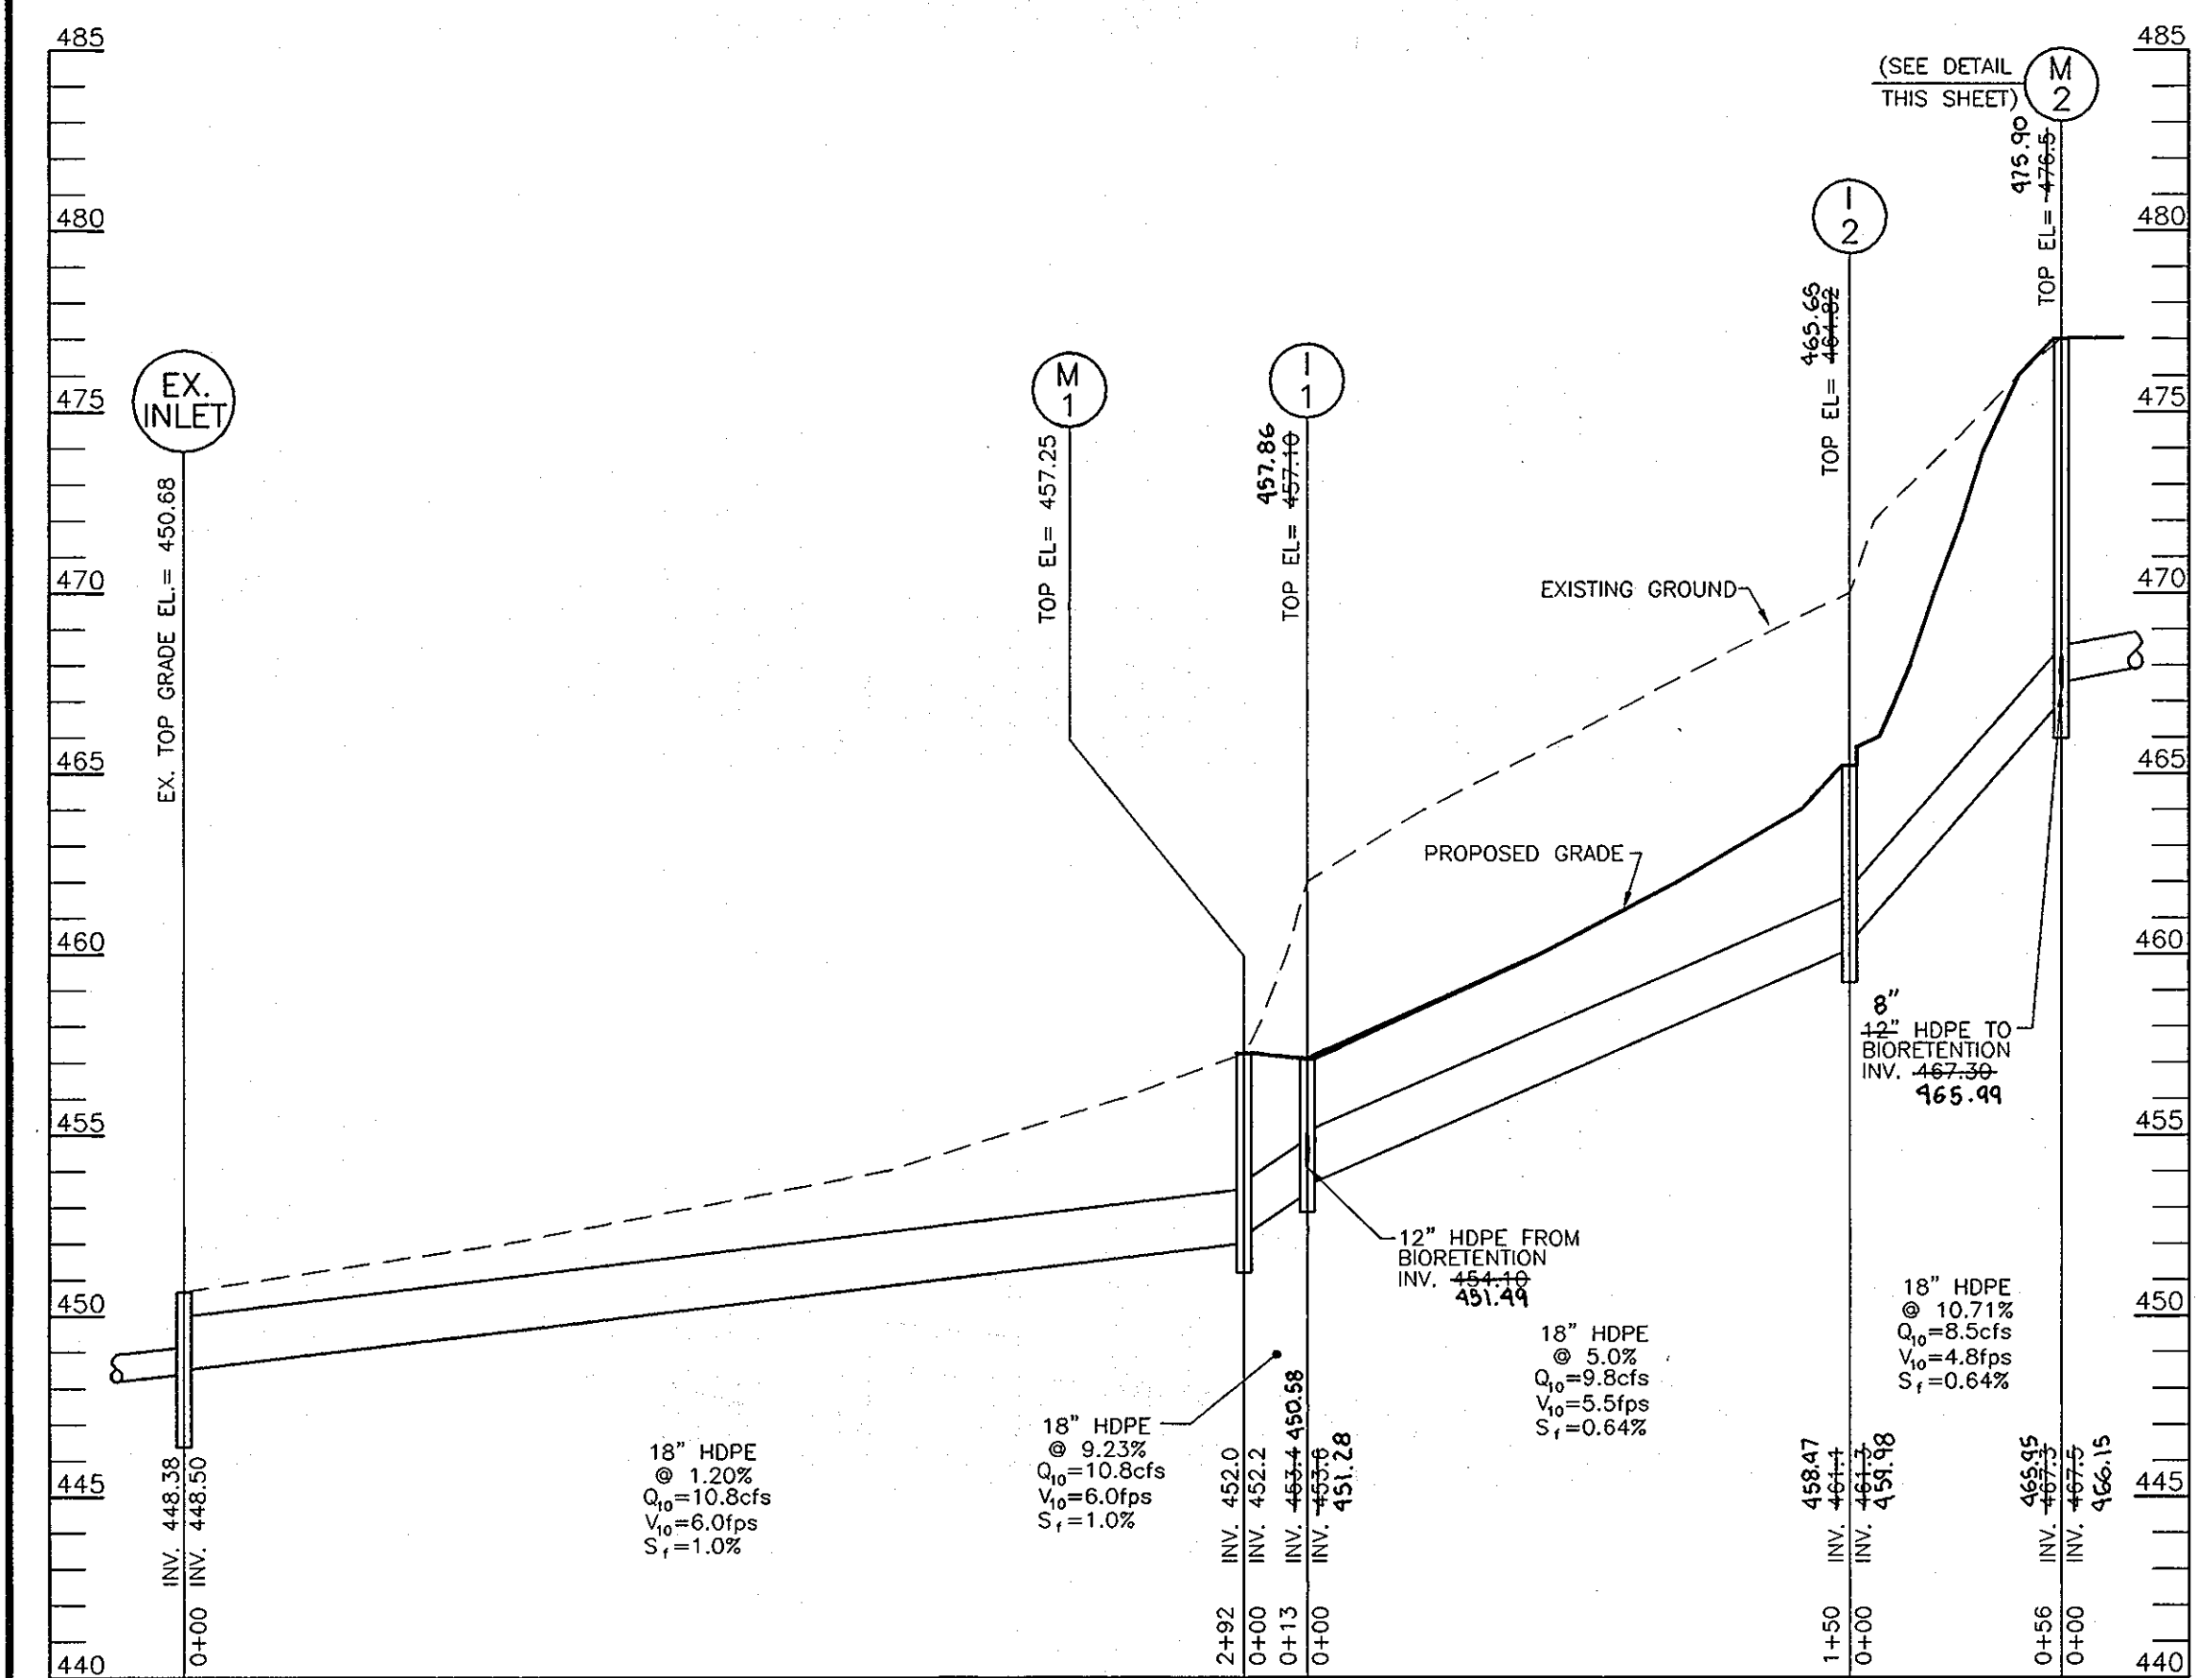 485
480
475
470
465
460
455
450
445
440
485
480
475
470
465
460
455
450
445
440
EX.
INLET
EX. TOP GRADE EL.= 450.68
M
1
TOP EL= 457.25
I
1
457.86
TOP EL= 457.10
I
2
465.65
TOP EL= 464.82
(SEE DETAIL
THIS SHEET)
M
2
475.90
TOP EL= 476.5
EXISTING GROUND
PROPOSED GRADE
8"
12" HDPE TO
BIORETENTION
INV. 467.30
465.99
12" HDPE FROM
BIORETENTION
INV. 454.10
451.49
18" HDPE
@ 1.20%
Q10=10.8cfs
V10=6.0fps
Sf=1.0%
18" HDPE
@ 9.23%
Q10=10.8cfs
V10=6.0fps
Sf=1.0%
18" HDPE
@ 5.0%
Q10=9.8cfs
V10=5.5fps
Sf=0.64%
18" HDPE
@ 10.71%
Q10=8.5cfs
V10=4.8fps
Sf=0.64%
INV. 448.38
INV. 448.50
0+00
INV. 452.0
INV. 452.2
2+92
0+00
INV. 453.4 450.58
INV. 453.6
451.28
0+13
0+00
458.47
INV. 461.1
INV. 461.3
459.98
1+50
0+00
465.95
INV. 467.3
INV. 467.5
466.15
0+56
0+00